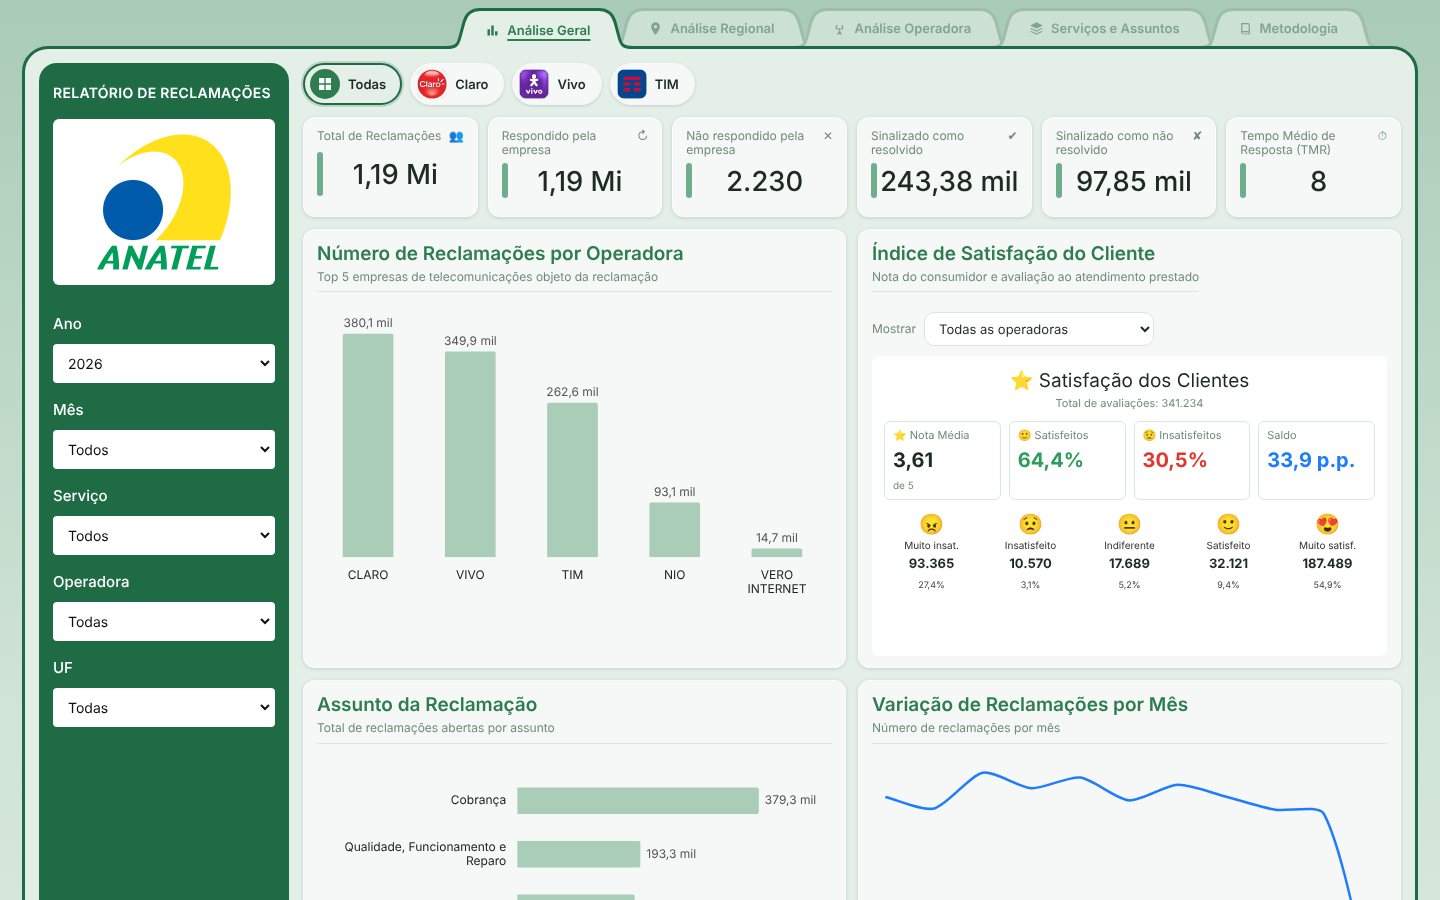 Análise Geral
Análise Regional
Análise Operadora
Serviços e Assuntos
Metodologia
RELATÓRIO DE RECLAMAÇÕES
ANATEL
Ano
2026
Mês
Todos
Serviço
Todos
Operadora
Todas
UF
Todas
Todas
Claro
Claro
vivo
Vivo
TIM
Total de Reclamações
1,19 Mi
Respondido pela
empresa
1,19 Mi
Não respondido pela
empresa
2.230
Sinalizado como
resolvido
243,38 mil
Sinalizado como não
resolvido
97,85 mil
Tempo Médio de
Resposta (TMR)
8
Número de Reclamações por Operadora
Top 5 empresas de telecomunicações objeto da reclamação
380,1 mil
349,9 mil
262,6 mil
93,1 mil
14,7 mil
CLARO
VIVO
TIM
NIO
VERO
INTERNET
Índice de Satisfação do Cliente
Nota do consumidor e avaliação ao atendimento prestado
Mostrar
Todas as operadoras
⭐ Satisfação dos Clientes
Total de avaliações: 341.234
⭐ Nota Média
3,61
de 5
🙂 Satisfeitos
64,4%
😟 Insatisfeitos
30,5%
Saldo
33,9 p.p.
😠
Muito insat.
93.365
27,4%
😟
Insatisfeito
10.570
3,1%
😐
Indiferente
17.689
5,2%
🙂
Satisfeito
32.121
9,4%
😍
Muito satisf.
187.489
54,9%
Assunto da Reclamação
Total de reclamações abertas por assunto
Cobrança
379,3 mil
Qualidade, Funcionamento e
Reparo
193,3 mil
Variação de Reclamações por Mês
Número de reclamações por mês